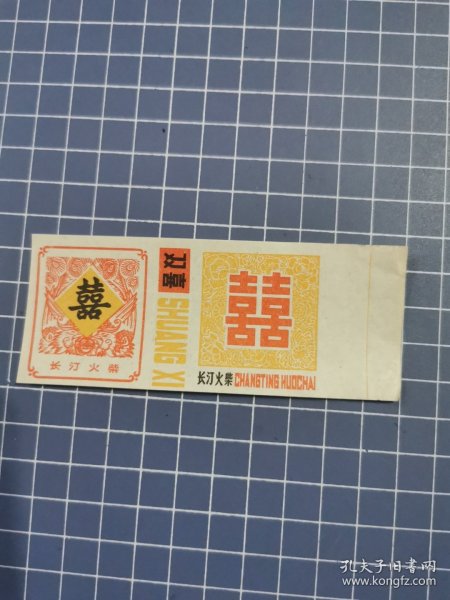 囍
长汀火柴
双喜
SHUANG XI
囍
长汀火柴 CHANGTING HUOCHAI
孔夫子旧书网
www.kongfz.com